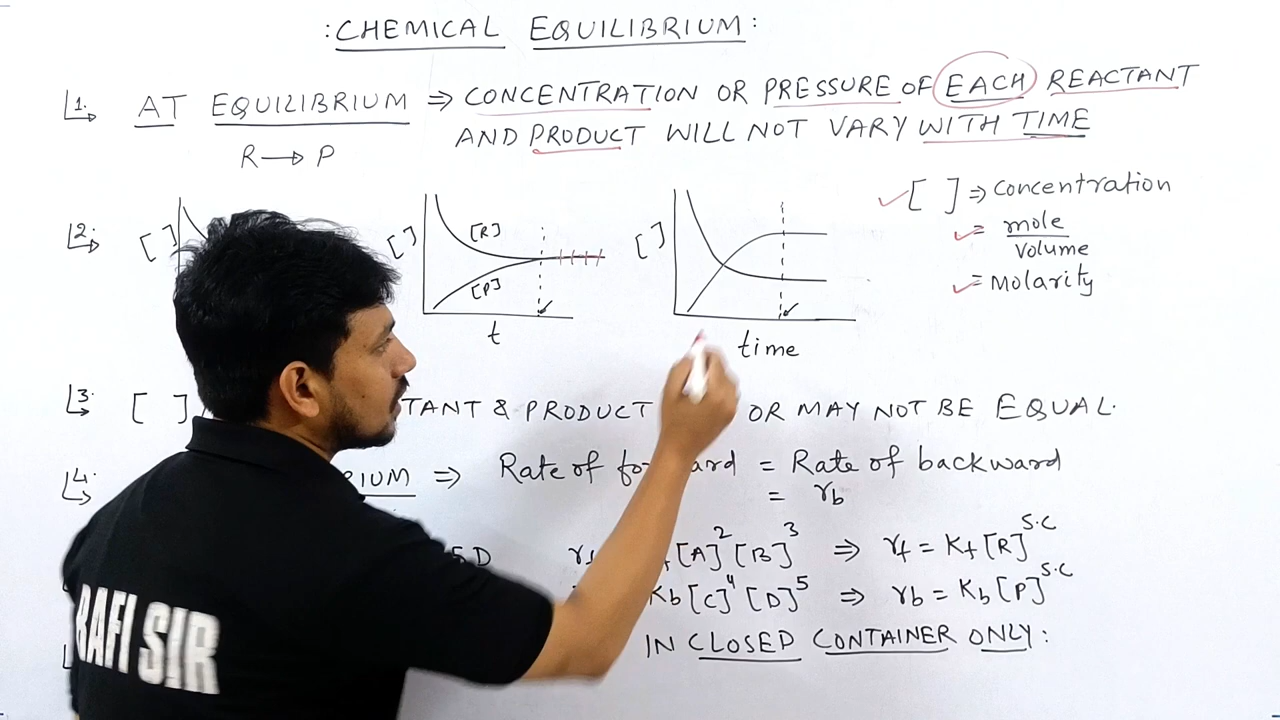 : CHEMICAL EQUILIBRIUM :
1. AT EQUILIBRIUM ⇒ CONCENTRATION OR PRESSURE OF EACH REACTANT
AND PRODUCT WILL NOT VARY WITH TIME
R → P
2. [ ]
[ ] [R] [P] t
[ ] time
[ ] ⇒ Concentration
= mole / volume
= Molarity
3. [ ] TANT & PRODUCT OR MAY NOT BE EQUAL.
4. RIUM ⇒ Rate of forward = Rate of backward
= rb
5D [A]² [B]³ ⇒ rf = Kf [R]^S.C
Kb [C]⁴ [D]⁵ ⇒ rb = Kb [P]^S.C
IN CLOSED CONTAINER ONLY :
RAFI SIR